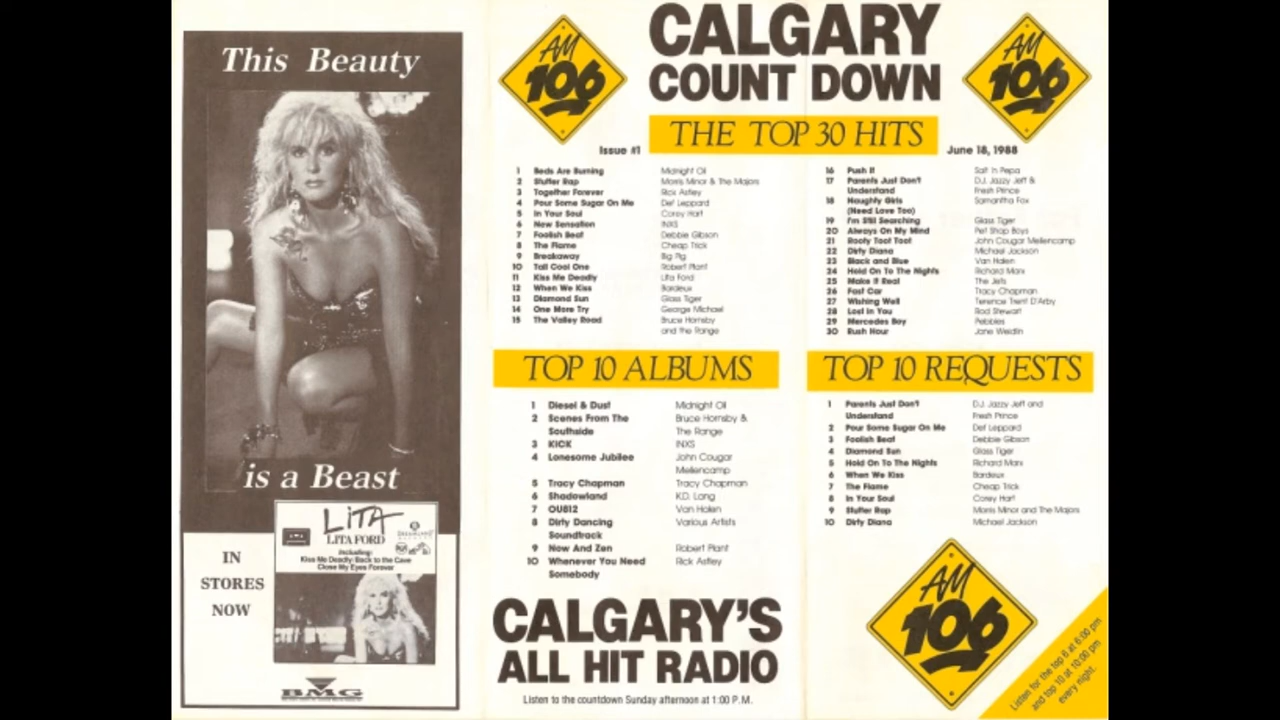 This Beauty
is a Beast
LITA
LITA FORD
Including:
Kiss Me Deadly/Back to the Cave
Close My Eyes Forever
IN
STORES
NOW
BMG
AM
106
CALGARY
COUNT DOWN
AM
106
THE TOP 30 HITS
Issue #1
June 18, 1988
1 Beds Are Burning Midnight Oil
2 Stutter Rap Morris Minor & The Majors
3 Together Forever Rick Astley
4 Pour Some Sugar On Me Def Leppard
5 In Your Soul Corey Hart
6 New Sensation INXS
7 Foolish Beat Debbie Gibson
8 The Flame Cheap Trick
9 Breakaway Big Pig
10 Tall Cool One Robert Plant
11 Kiss Me Deadly Lita Ford
12 When We Kiss Bardeux
13 Diamond Sun Glass Tiger
14 One More Try George Michael
15 The Valley Road Bruce Hornsby
and the Range
16 Push It Salt In Pepa
17 Parents Just Don't D.J. Jazzy Jeff &
Understand Fresh Prince
18 Naughty Girls Samantha Fox
(Need Love Too)
19 I'm Still Searching Glass Tiger
20 Always On My Mind Pet Shop Boys
21 Rooty Toot Toot John Cougar Mellencamp
22 Dirty Diana Michael Jackson
23 Black and Blue Van Halen
24 Hold On To The Nights Richard Marx
25 Make It Real The Jets
26 Fast Car Tracy Chapman
27 Wishing Well Terence Trent D'Arby
28 Lost In You Rod Stewart
29 Mercedes Boy Pebbles
30 Rush Hour Jane Weidlin
TOP 10 ALBUMS
1 Diesel & Dust Midnight Oil
2 Scenes From The Bruce Hornsby &
Southside The Range
3 KICK INXS
4 Lonesome Jubilee John Cougar
Mellencamp
5 Tracy Chapman Tracy Chapman
6 Shadowland K.D. Lang
7 OU812 Van Halen
8 Dirty Dancing Various Artists
Soundtrack
9 Now And Zen Robert Plant
10 Whenever You Need Rick Astley
Somebody
TOP 10 REQUESTS
1 Parents Just Don't D.J. Jazzy Jeff and
Understand Fresh Prince
2 Pour Some Sugar On Me Def Leppard
3 Foolish Beat Debbie Gibson
4 Diamond Sun Glass Tiger
5 Hold On To The Nights Richard Marx
6 When We Kiss Bardeux
7 The Flame Cheap Trick
8 In Your Soul Corey Hart
9 Stutter Rap Morris Minor and The Majors
10 Dirty Diana Michael Jackson
CALGARY'S
ALL HIT RADIO
Listen to the countdown Sunday afternoon at 1:00 P.M.
AM
106
Listen for the top 6 at 6:00 pm
and top 10 at 10:00 pm
every night.